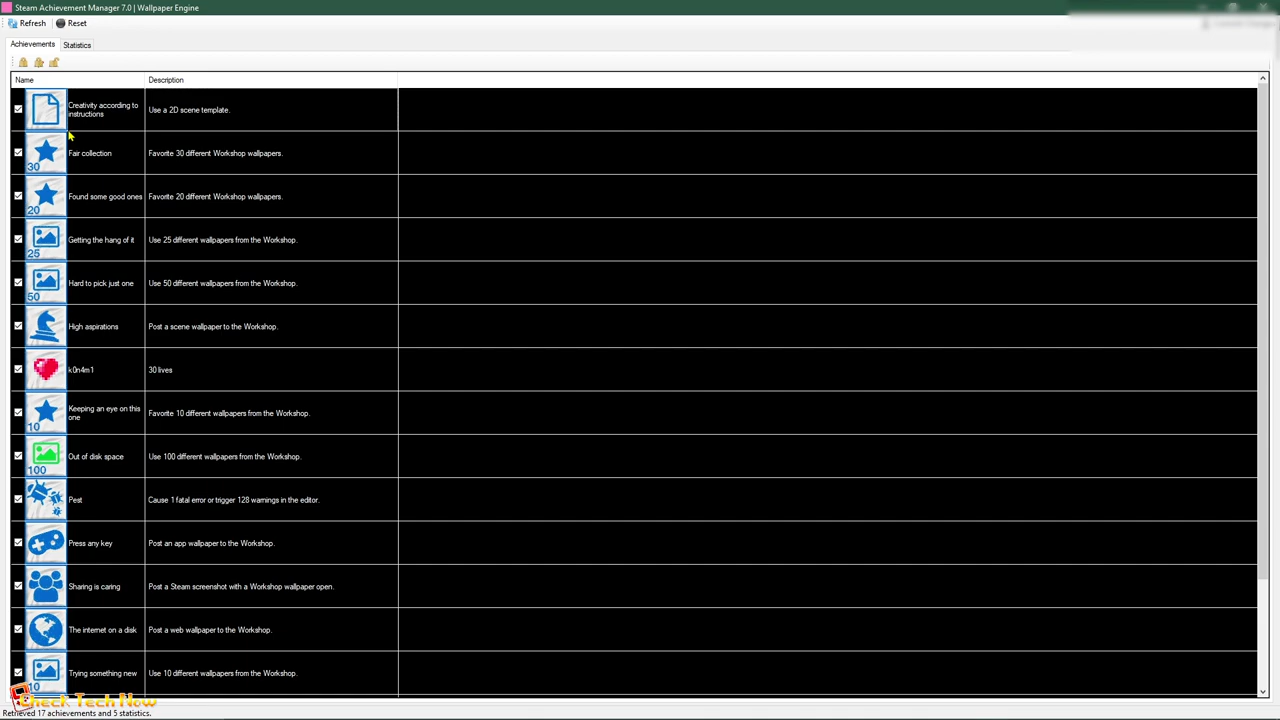 Steam Achievement Manager 7.0 | Wallpaper Engine
Refresh Reset
Achievements Statistics
Name Description
Creativity according to
instructions
Use a 2D scene template.
Fair collection Favorite 30 different Workshop wallpapers.
30
Found some good ones Favorite 20 different Workshop wallpapers.
20
Getting the hang of it Use 25 different wallpapers from the Workshop.
25
Hard to pick just one Use 50 different wallpapers from the Workshop.
50
High aspirations Post a scene wallpaper to the Workshop.
k0n4m1 30 lives
Keeping an eye on this
one
Favorite 10 different wallpapers from the Workshop.
10
Out of disk space Use 100 different wallpapers from the Workshop.
100
Pest Cause 1 fatal error or trigger 128 warnings in the editor.
Press any key Post an app wallpaper to the Workshop.
Sharing is caring Post a Steam screenshot with a Workshop wallpaper open.
The internet on a disk Post a web wallpaper to the Workshop.
Trying something new Use 10 different wallpapers from the Workshop.
10
Check Tech Now
Retrieved 17 achievements and 5 statistics.